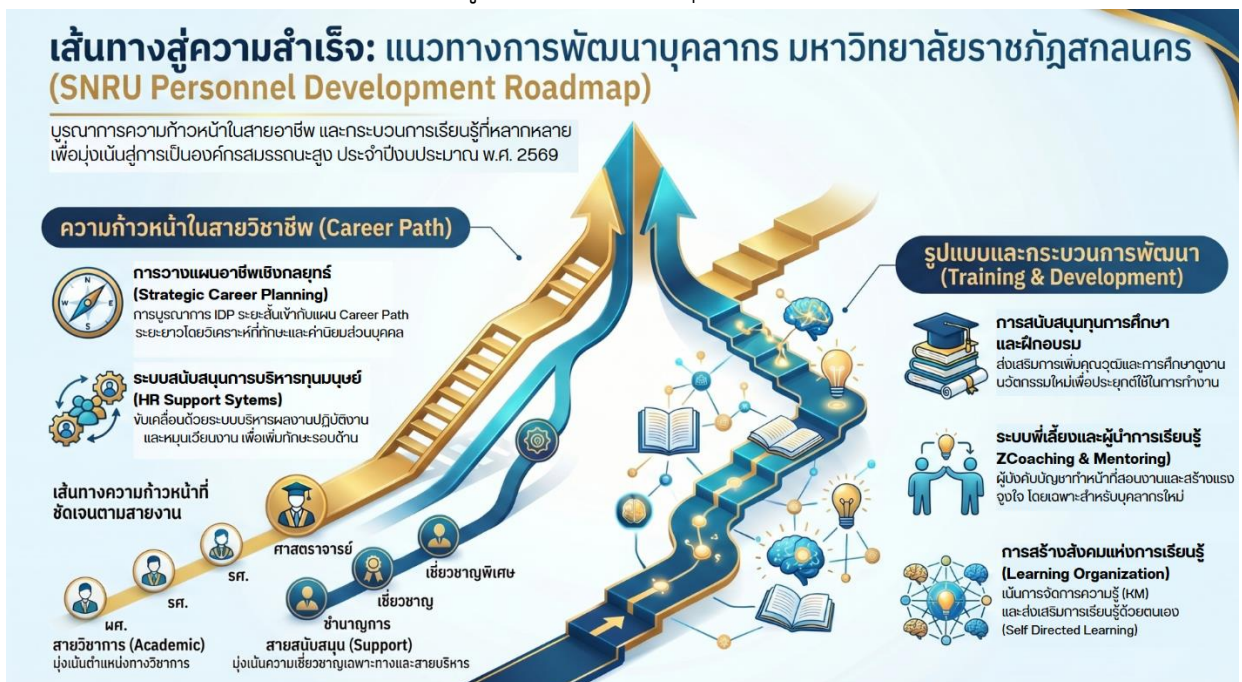 เส้นทางสู่ความสำเร็จ: แนวทางการพัฒนาบุคลากร มหาวิทยาลัยราชภัฏสกลนคร
(SNRU Personnel Development Roadmap)
บูรณาการความก้าวหน้าในสายอาชีพ และกระบวนการเรียนรู้ที่หลากหลาย
เพื่อมุ่งเน้นสู่การเป็นองค์กรสมรรถนะสูง ประจำปีงบประมาณ พ.ศ. 2569
ความก้าวหน้าในสายวิชาชีพ (Career Path)
การวางแผนอาชีพเชิงกลยุทธ์
(Strategic Career Planning)
การบูรณาการ IDP ระยะสั้นเข้ากับแผน Career Path
ระยะยาวโดยวิเคราะห์ที่ทักษะและค่านิยมส่วนบุคคล
N
E
S
W
ระบบสนับสนุนการบริหารทุนมนุษย์
(HR Support Sytems)
ขับเคลื่อนด้วยระบบบริหารผลงานปฏิบัติงาน
และหมุนเวียนงาน เพื่อเพิ่มทักษะรอบด้าน
เส้นทางความก้าวหน้าที่
ชัดเจนตามสายงาน
ศาสตราจารย์
รศ.
รศ.
ผศ.
สายวิชาการ (Academic)
มุ่งเน้นตำแหน่งทางวิชาการ
เชี่ยวชาญพิเศษ
เชี่ยวชาญ
ชำนาญการ
สายสนับสนุน (Support)
มุ่งเน้นความเชี่ยวชาญเฉพาะทางและสายบริหาร
รูปแบบและกระบวนการพัฒนา
(Training & Development)
การสนับสนุนทุนการศึกษา
และฝึกอบรม
ส่งเสริมการเพิ่มคุณวุฒิและการศึกษาดูงาน
นวัตกรรมใหม่เพื่อประยุกต์ใช้ในการทำงาน
ระบบพี่เลี้ยงและผู้นำการเรียนรู้
ZCoaching & Mentoring)
ผู้บังคับบัญชาทำหน้าที่สอนงานและสร้างแรง
จูงใจ โดยเฉพาะสำหรับบุคลากรใหม่
การสร้างสังคมแห่งการเรียนรู้
(Learning Organization)
เน้นการจัดการความรู้ (KM)
และส่งเสริมการเรียนรู้ด้วยตนเอง
(Self Directed Learning)